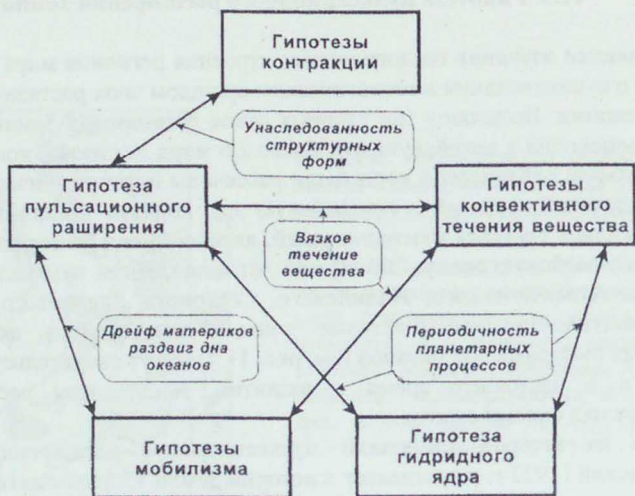 Гипотезы
контракции
Унаследованность
структурных
форм
Гипотеза
пульсационного
раширения
Гипотезы
конвективного
течения вещества
Вязкое
течение
вещества
Дрейф материков
раздвиг дна
океанов
Периодичность
планетарных
процессов
Гипотезы
мобилизма
Гипотеза
гидридного
ядра